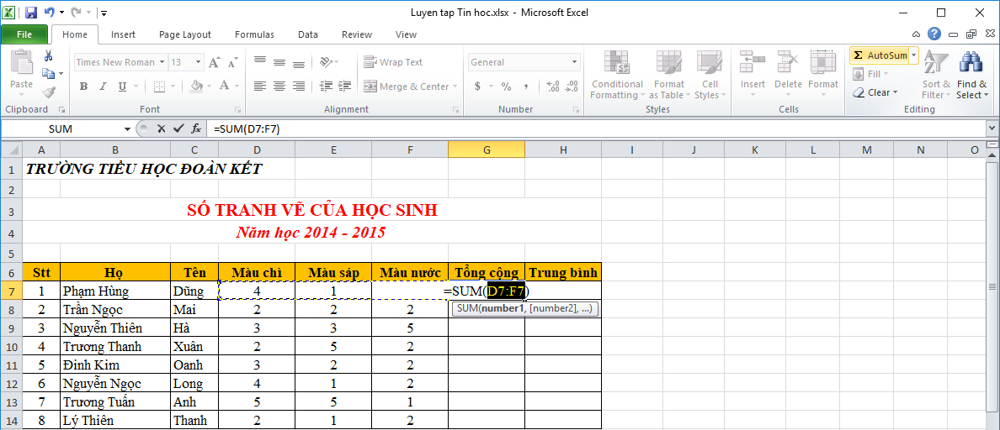 Luyen tap Tin hoc.xlsx - Microsoft Excel
File Home Insert Page Layout Formulas Data Review View
Paste Times New Roman 13 A A Wrap Text General Conditional Formatting Format as Table Cell Styles Insert Delete Format Σ AutoSum Fill Clear Sort & Filter Find & Select
B I U A Merge & Center $ % , .0 .00 .00 .0
Clipboard Font Alignment Number Styles Cells Editing
SUM fx =SUM(D7:F7)
A B C D E F G H I J K L M N O
1 TRƯỜNG TIỂU HỌC ĐOÀN KẾT
2
3 SỐ TRANH VẼ CỦA HỌC SINH
4 Năm học 2014 - 2015
5
6 Stt Họ Tên Màu chì Màu sáp Màu nước Tổng cộng Trung bình
7 1 Phạm Hùng Dũng 4 1 =SUM(D7:F7)
8 2 Trần Ngọc Mai 2 2 2 SUM(number1, [number2], ...)
9 3 Nguyễn Thiên Hà 3 3 5
10 4 Trương Thanh Xuân 2 5 2
11 5 Đinh Kim Oanh 3 2 2
12 6 Nguyễn Ngọc Long 4 1 2
13 7 Trương Tuấn Anh 5 5 1
14 8 Lý Thiên Thanh 2 1 2